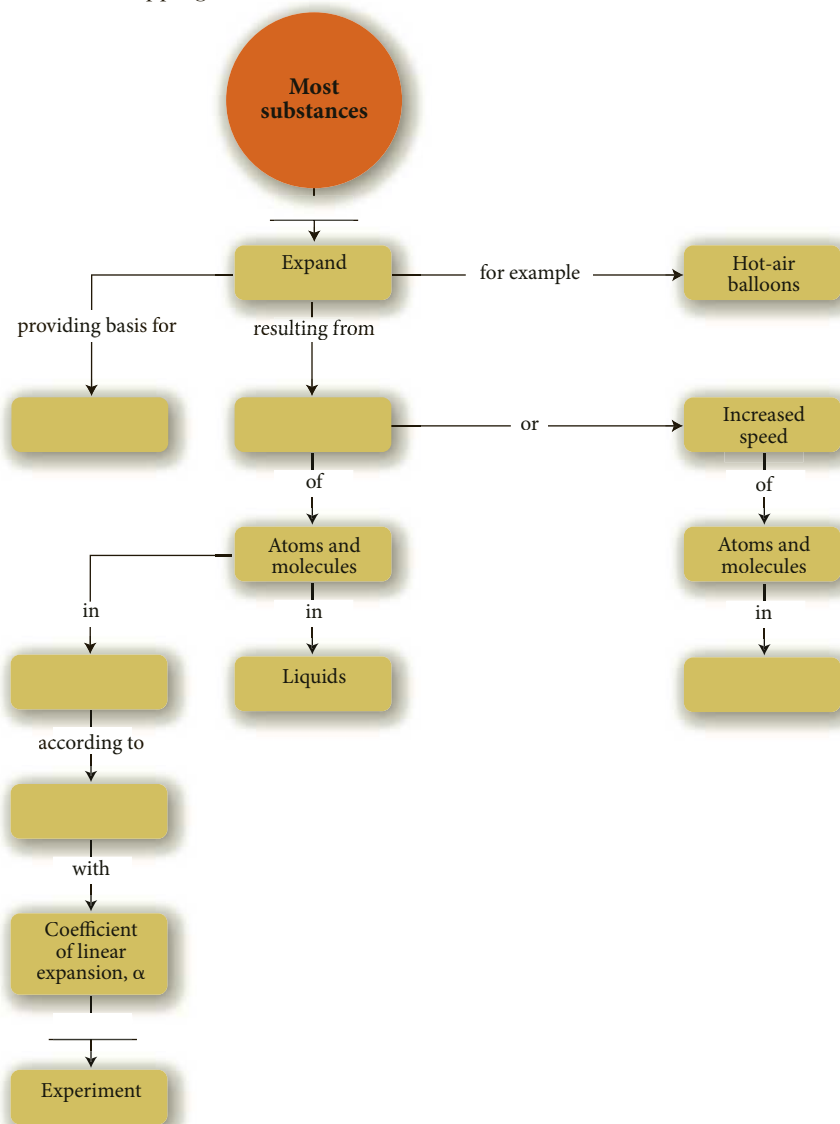 pping
Most
substances
Expand
for example
Hot-air
balloons
providing basis for
resulting from
or
Increased
speed
of
of
Atoms and
molecules
Atoms and
molecules
in
in
in
Liquids
according to
with
Coefficient
of linear
expansion, α
Experiment